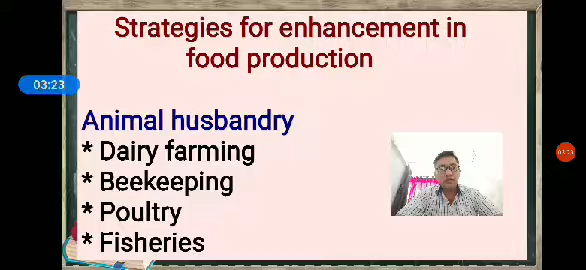 Strategies for enhancement in
food production
03:23
Animal husbandry
* Dairy farming
* Beekeeping
* Poultry
* Fisheries